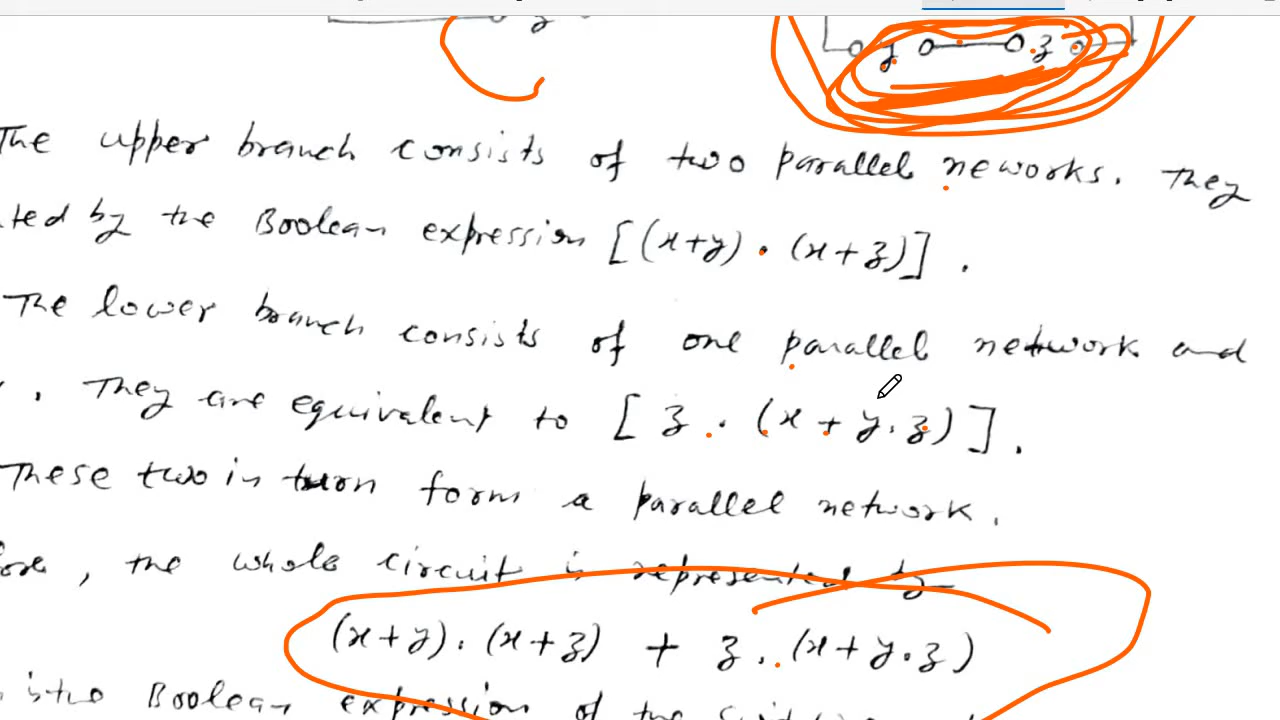 y
y z
The upper branch consists of two parallel neworks. They
ted by the Boolean expression [(x+y) . (x+z)] .
The lower branch consists of one parallel network and
. They are equivalent to [ z . (x + y.z) ] .
These two in turn form a parallel network.
fore, the whole circuit is represented by
(x+y) . (x+z) + z . (x + y.z)
Boolean expression of the